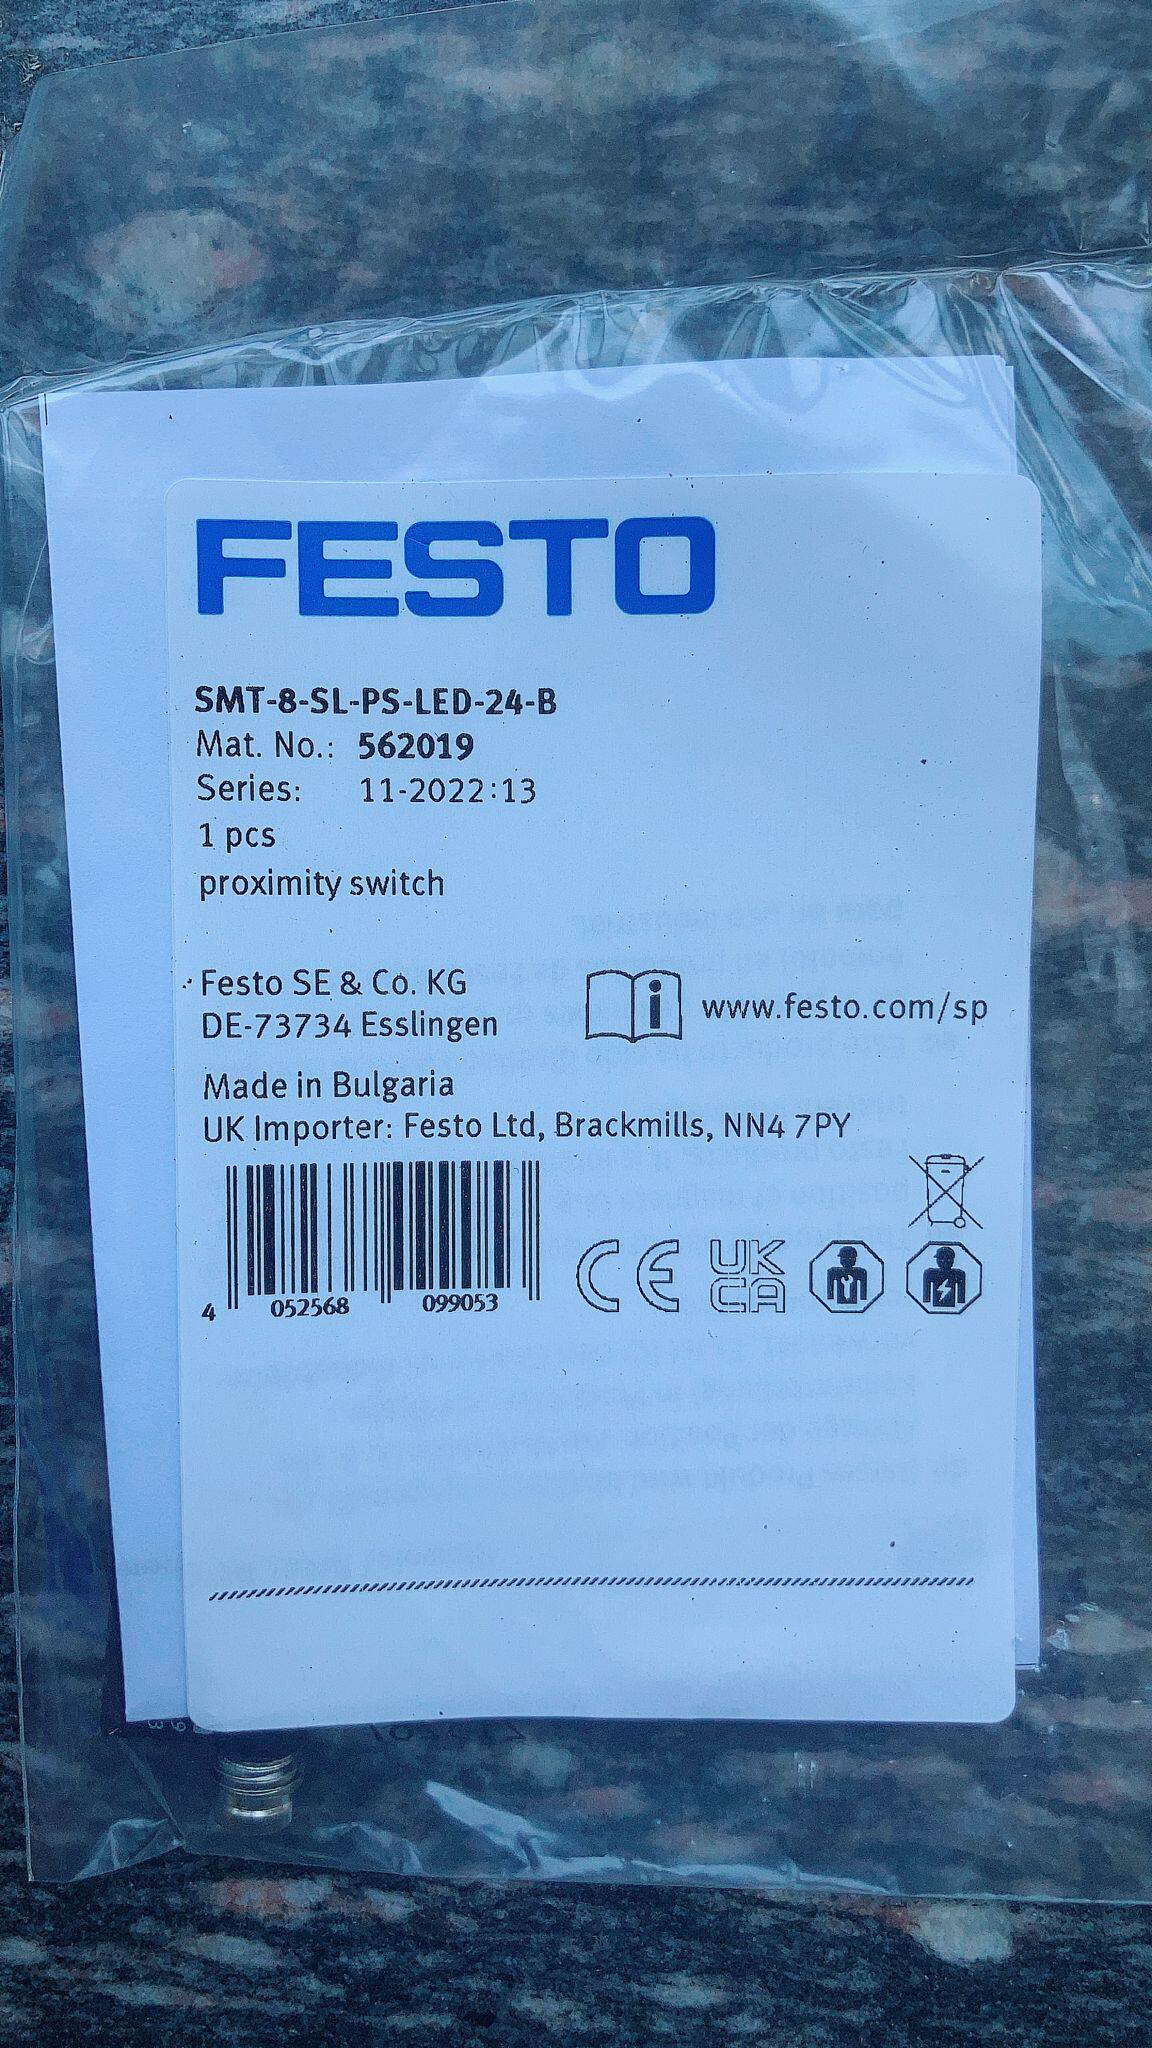 FESTO
SMT-8-SL-PS-LED-24-B
Mat. No.: 562019
Series: 11-2022:13
1 pcs
proximity switch
Festo SE & Co. KG
DE-73734 Esslingen
www.festo.com/sp
Made in Bulgaria
UK Importer: Festo Ltd, Brackmills, NN4 7PY
4 052568 099053
CE UK CA